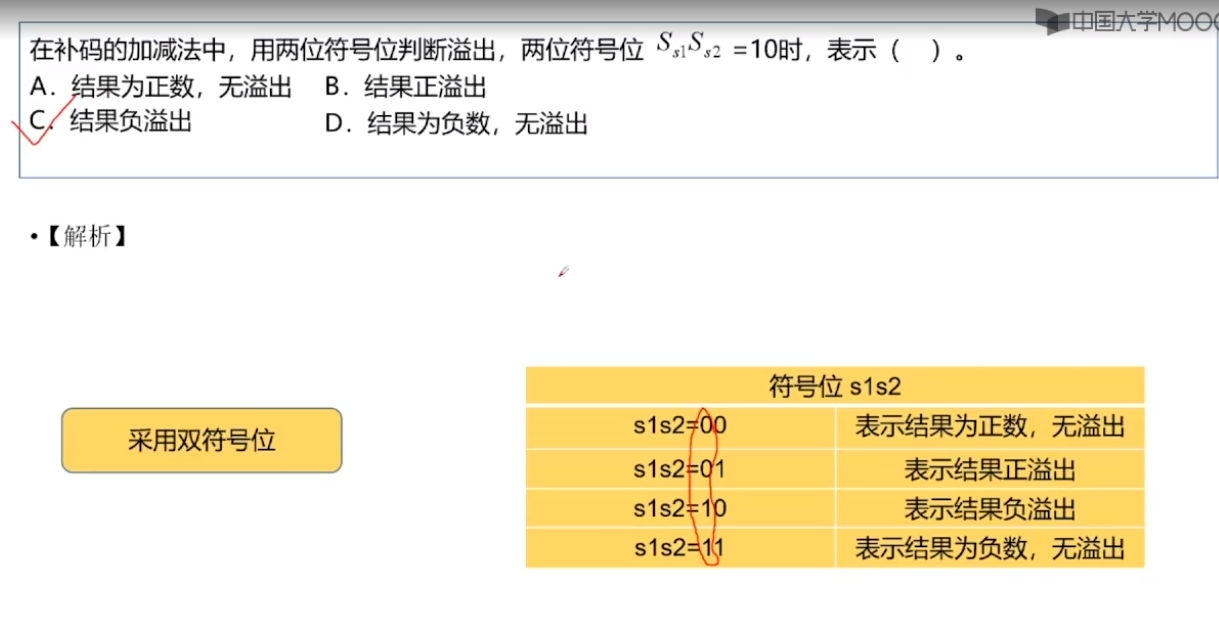 中国大学MOOC
在补码的加减法中，用两位符号位判断溢出，两位符号位 Ss1Ss2 =10时，表示（ ）。
A．结果为正数，无溢出 B．结果正溢出
C．结果负溢出 D．结果为负数，无溢出
•【解析】
符号位 s1s2
s1s2=00 表示结果为正数，无溢出
采用双符号位
s1s2=01 表示结果正溢出
s1s2=10 表示结果负溢出
s1s2=11 表示结果为负数，无溢出